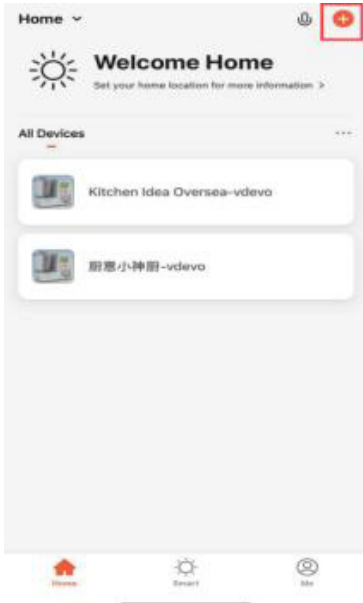 Home
Welcome Home
Set your home location for more information >
All Devices
...
Kitchen Idea Oversea-vdevo
厨意小神厨-vdevo
Home
Smart
Me